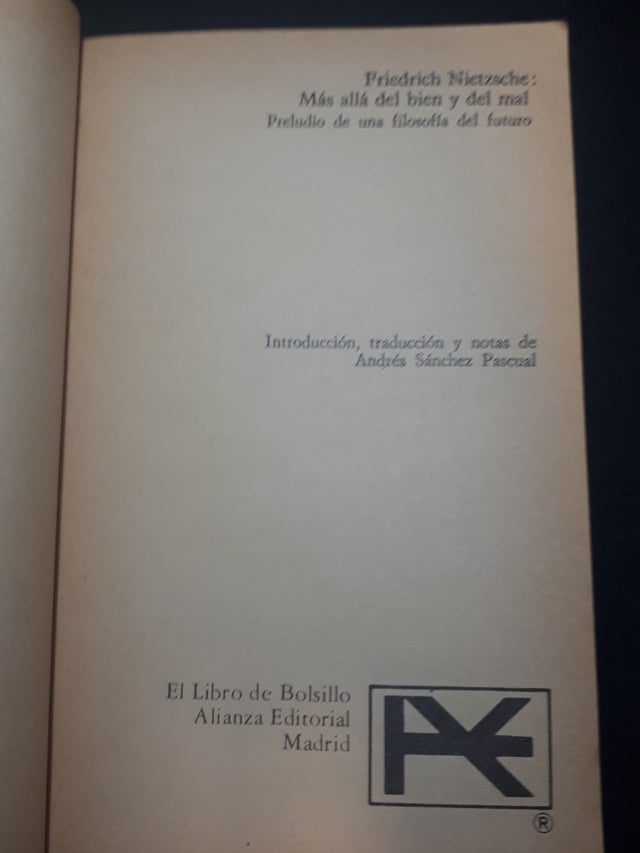 Friedrich Nietzsche:
Más allá del bien y del mal
Preludio de una filosofía del futuro
Introducción, traducción y notas de
Andrés Sánchez Pascual
El Libro de Bolsillo
Alianza Editorial
Madrid
AE
®